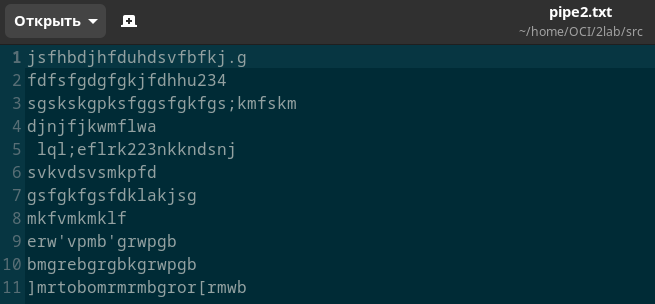 Открыть
pipe2.txt
~/home/OCI/2lab/src
1 jsfhbdjhfduhdsvfbfkj.g
2 fdfsfgdgfgkjfdhhu234
3 sgskskgpksfggsfgkfgs;kmfskm
4 djnjfjkwmflwa
5  lql;eflrk223nkkndsnj
6 svkvdsvsmkpfd
7 gsfgkfgsfdklakjsg
8 mkfvmkmklf
9 erw'vpmb'grwpgb
10 bmgrebgrgbkgrwpgb
11 ]mrtobomrmrmbgror[rmwb